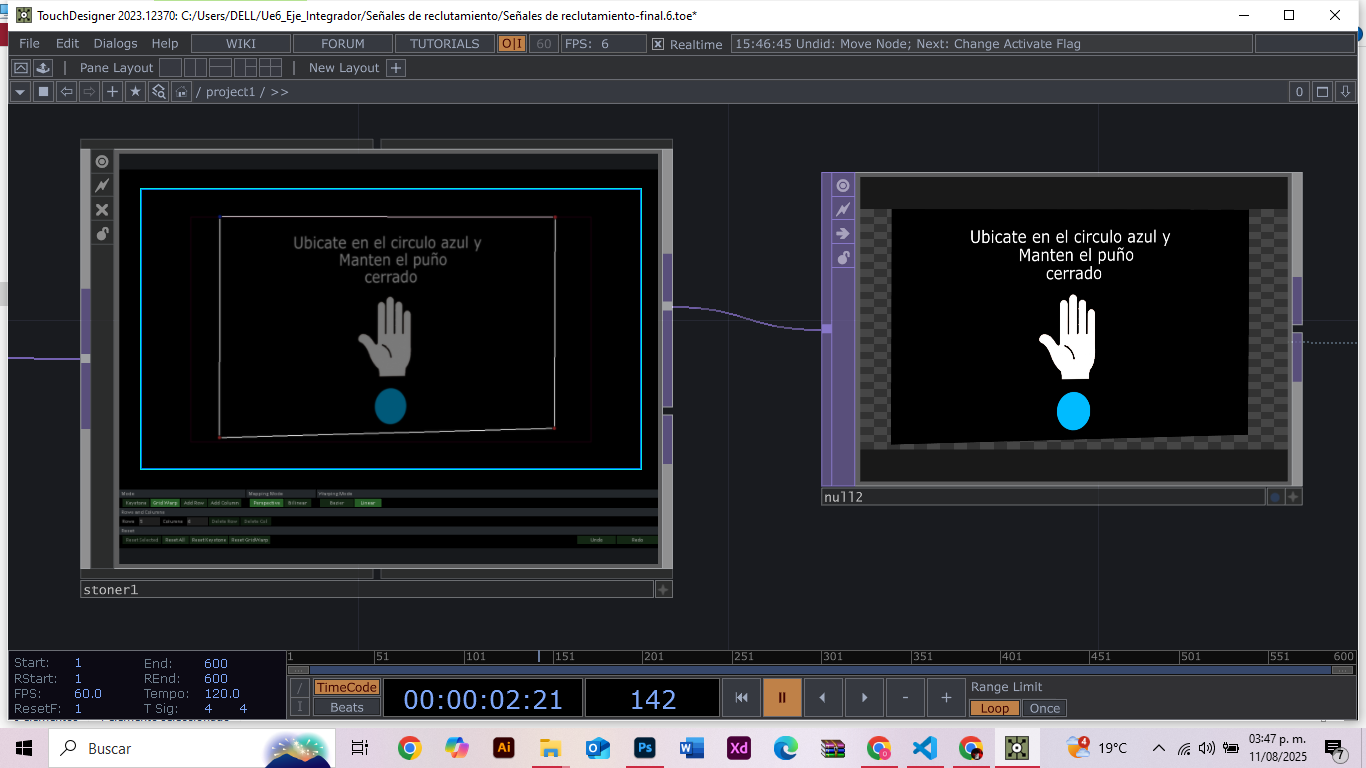 TouchDesigner 2023.12370: C:/Users/DELL/Ue6_Eje_Integrador/Señales de reclutamiento/Señales de reclutamiento-final.6.toe*
File Edit Dialogs Help WIKI FORUM TUTORIALS O|I 60 FPS: 6 Realtime 15:46:45 Undid: Move Node; Next: Change Activate Flag
Pane Layout New Layout +
/ project1 / >> 0
Ubicate en el circulo azul y
Manten el puño
cerrado
Mode Mapping Mode Warping Mode
Keystone Grid Warp Add Row Add Column Perspective Bilinear Bezier Linear
Rows and Columns
Rows Columns Delete Row Delete Col
Reset
Reset Selected Reset All Reset Keystone Reset GridWarp Undo Redo
stoner1
Ubicate en el circulo azul y
Manten el puño
cerrado
null2
1 51 101 151 201 251 301 351 401 451 501 551 600
Start: 1 End: 600
RStart: 1 REnd: 600
FPS: 60.0 Tempo: 120.0
ResetF: 1 T Sig: 4 4
TimeCode
Beats
00:00:02:21
142
Range Limit
Loop Once
Buscar
Ai Ps Xd
4 19°C
03:47 p. m.
11/08/2025
7